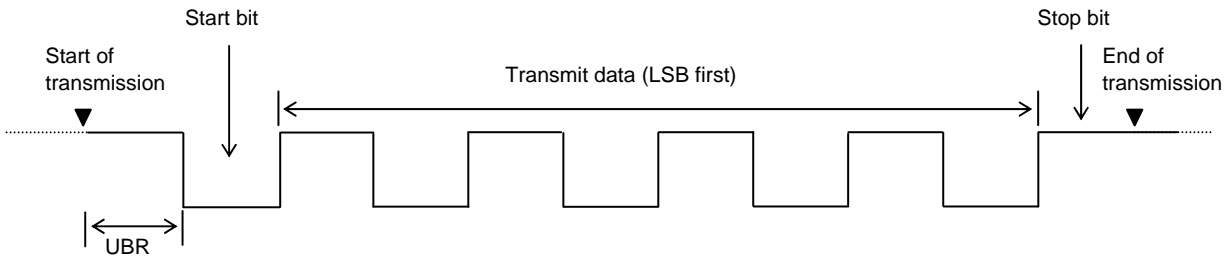 Start bit
Stop bit
Start of
transmission
Transmit data (LSB first)
End of
transmission
UBR